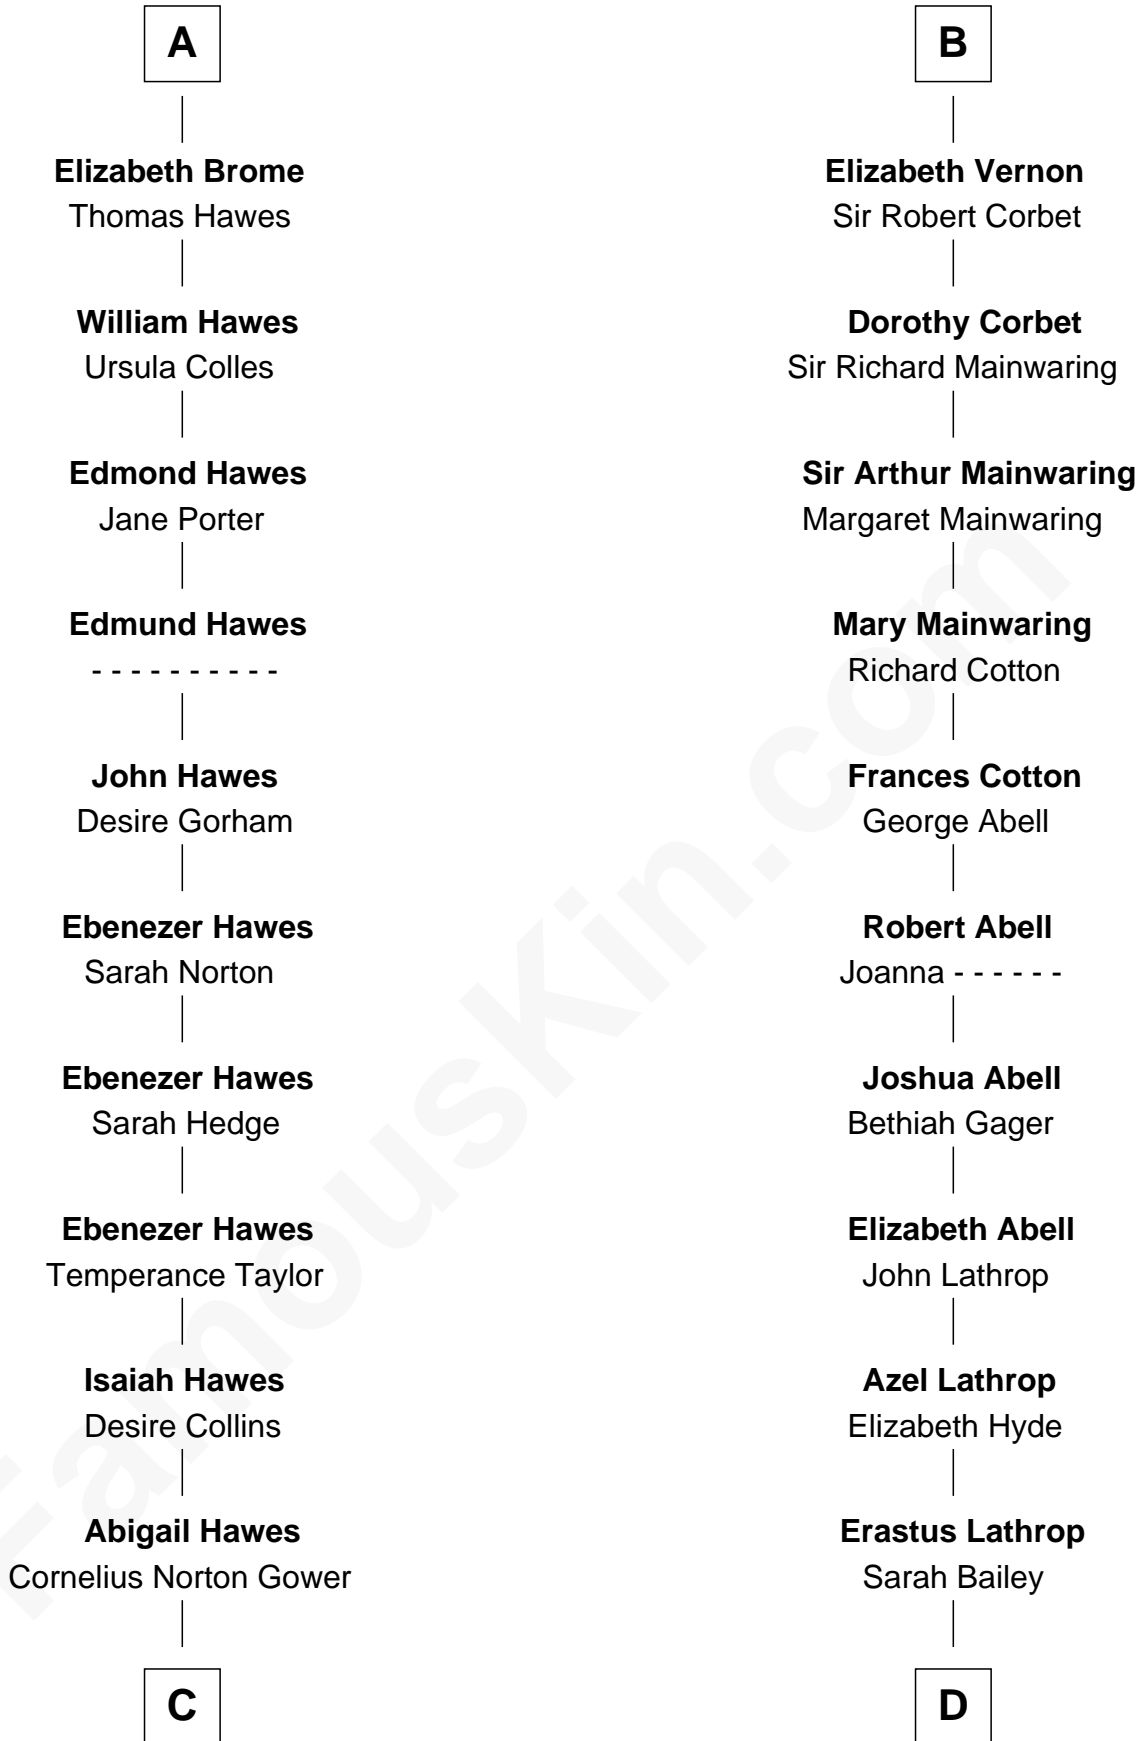 A
Elizabeth Brome
Thomas Hawes
William Hawes
Ursula Colles
Edmond Hawes
Jane Porter
Edmund Hawes
- - - - - - - - - -
John Hawes
Desire Gorham
Ebenezer Hawes
Sarah Norton
Ebenezer Hawes
Sarah Hedge
Ebenezer Hawes
Temperance Taylor
Isaiah Hawes
Desire Collins
Abigail Hawes
Cornelius Norton Gower
C
B
Elizabeth Vernon
Sir Robert Corbet
Dorothy Corbet
Sir Richard Mainwaring
Sir Arthur Mainwaring
Margaret Mainwaring
Mary Mainwaring
Richard Cotton
Frances Cotton
George Abell
Robert Abell
Joanna - - - - - -
Joshua Abell
Bethiah Gager
Elizabeth Abell
John Lathrop
Azel Lathrop
Elizabeth Hyde
Erastus Lathrop
Sarah Bailey
D
FamousKin.com